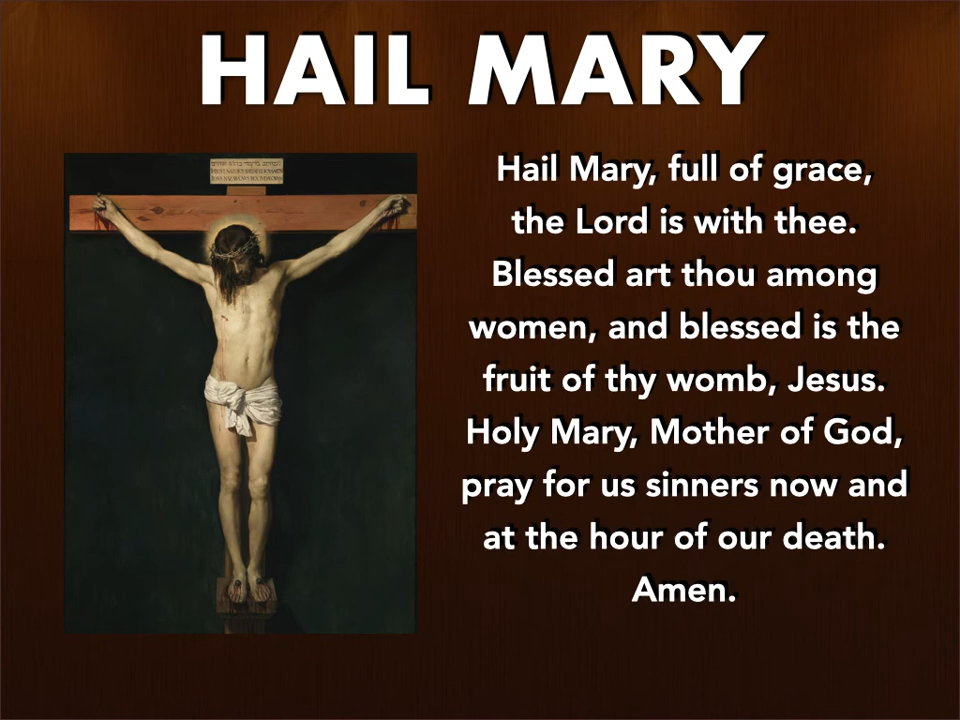 HAIL MARY
Hail Mary, full of grace,
the Lord is with thee.
Blessed art thou among
women, and blessed is the
fruit of thy womb, Jesus.
Holy Mary, Mother of God,
pray for us sinners now and
at the hour of our death.
Amen.